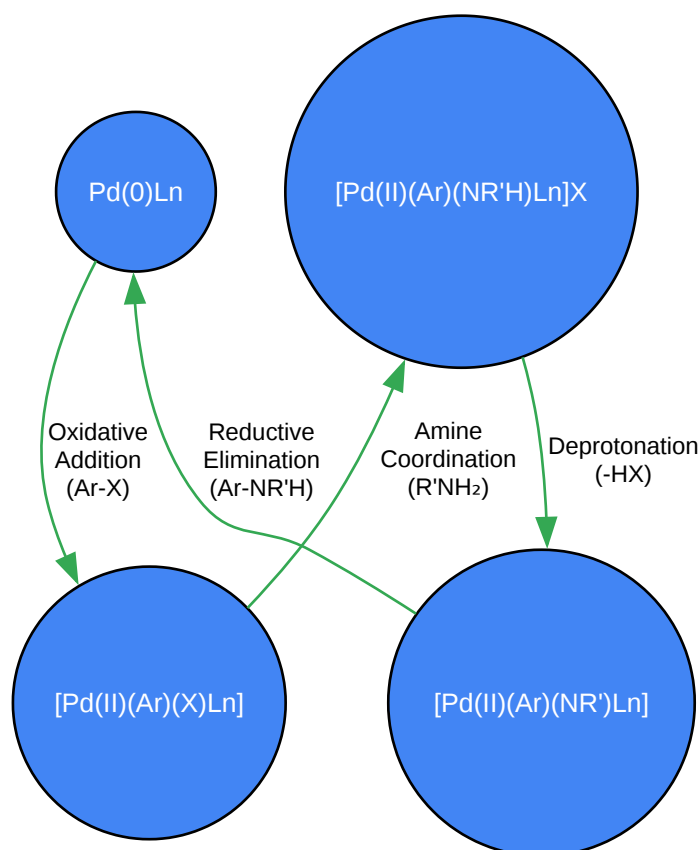 Pd(0)Ln
[Pd(II)(Ar)(NR'H)Ln]X
Oxidative
Addition
(Ar-X)
Reductive
Elimination
(Ar-NR'H)
Amine
Coordination
(R'NH₂)
Deprotonation
(-HX)
[Pd(II)(Ar)(X)Ln]
[Pd(II)(Ar)(NR')Ln]